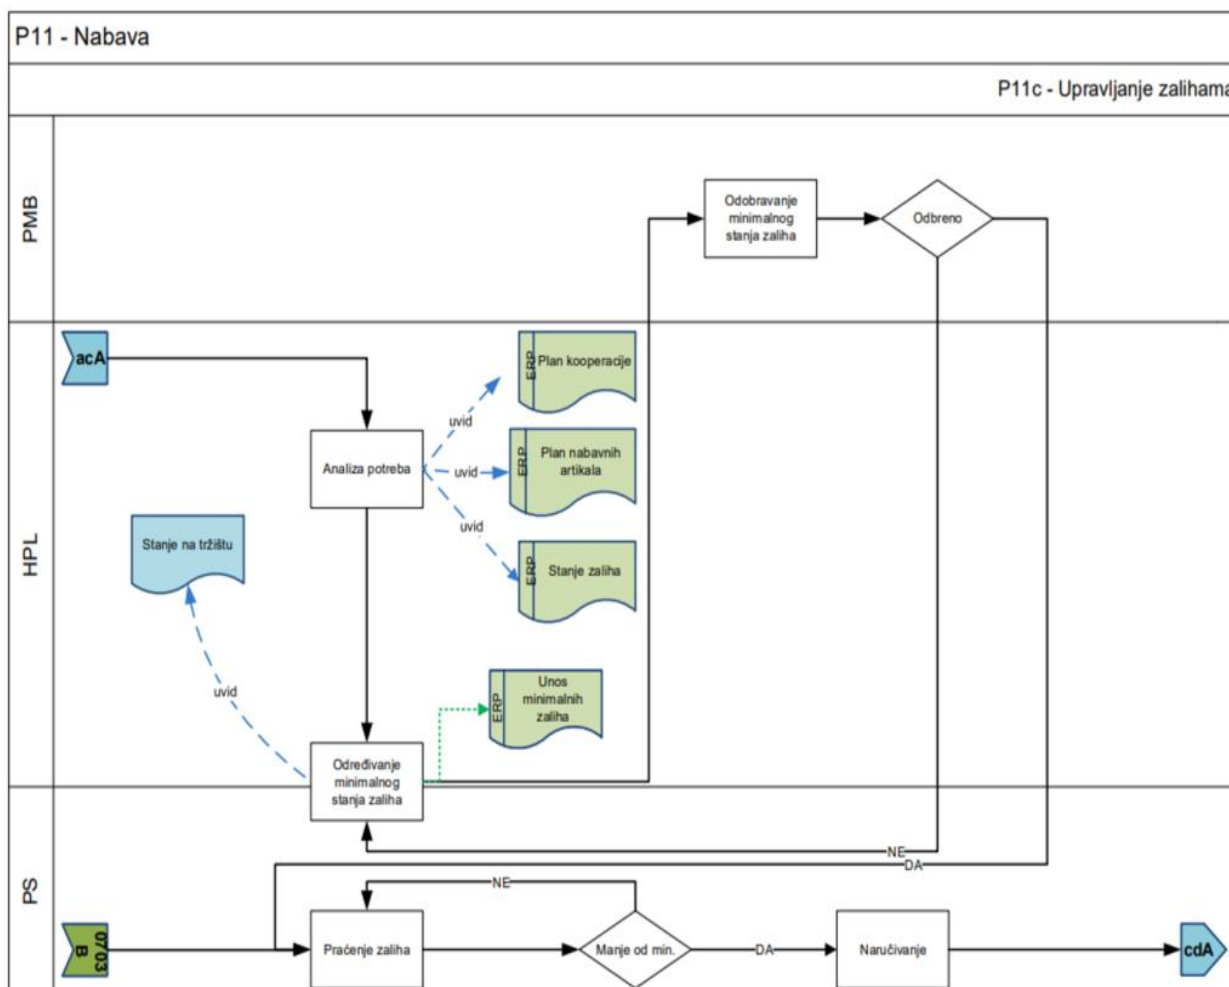 P11 - Nabava
P11c - Upravljanje zalihama
PMB
Odobravanje
minimalnog
stanja zaliha
Odbreno
HPL
acA
ERP
Plan kooperacije
uvid
Analiza potreba
uvid
ERP
Plan nabavnih
artikala
uvid
Stanje na tržištu
ERP
Stanje zaliha
uvid
ERP
Unos
minimalnih
zaliha
Određivanje
minimalnog
stanja zaliha
NE
DA
PS
NE
07/03
B
Praćenje zaliha
Manje od min.
DA
Naručivanje
cdA